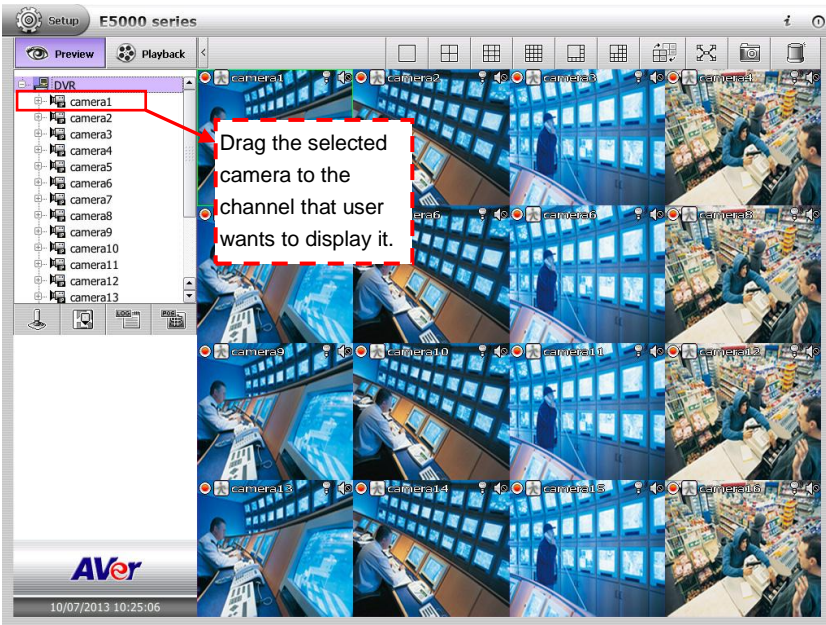 Setup E5000 series i
Preview Playback
DVR
camera1
camera2
camera3
camera4
camera5
camera6
camera7
camera8
camera9
camera10
camera11
camera12
camera13
LOG POS
AVer
10/07/2013 10:25:06
camera1 camera2 camera3 camera4
Drag the selected
camera to the
channel that user
wants to display it.
era6 camera6 camera8
camera9 camera10 camera11 camera12
camera13 camera14 camera15 camera16